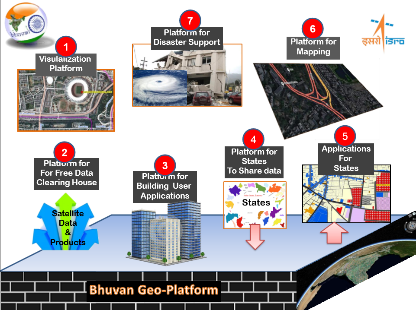 bhuvan
इसरो isro
1
Visualization
Platform
7
Platform for
Disaster Support
6
Platform for
Mapping
2
Platform for
For Free Data
Clearing House
Satellite
Data
&
Products
3
Platform for
Building User
Applications
4
Platform for
States
To Share data
States
5
Applications
For
States
Bhuvan Geo-Platform